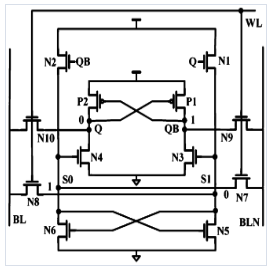 WL
N2 QB Q N1
P2 P1
0 Q QB 1
N10 N9
N4 N3
S0 S1
N8 1 0 N7
BL BLN
N6 N5